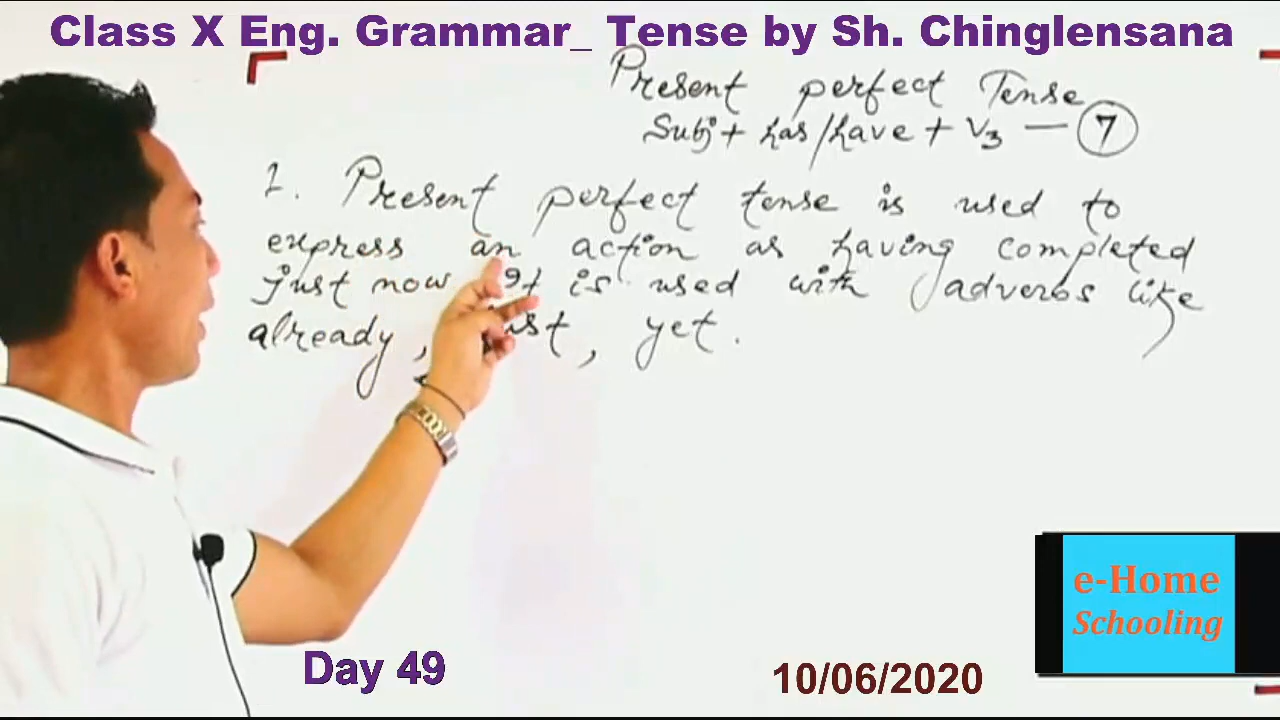 Class X Eng. Grammar_ Tense by Sh. Chinglensana
Present perfect Tense
Subj + has/have + V3 — 7
1. Present perfect tense is used to
express an action as having completed
just now. It is used with adverbs like
already, just, yet.
e-Home
Schooling
Day 49
10/06/2020